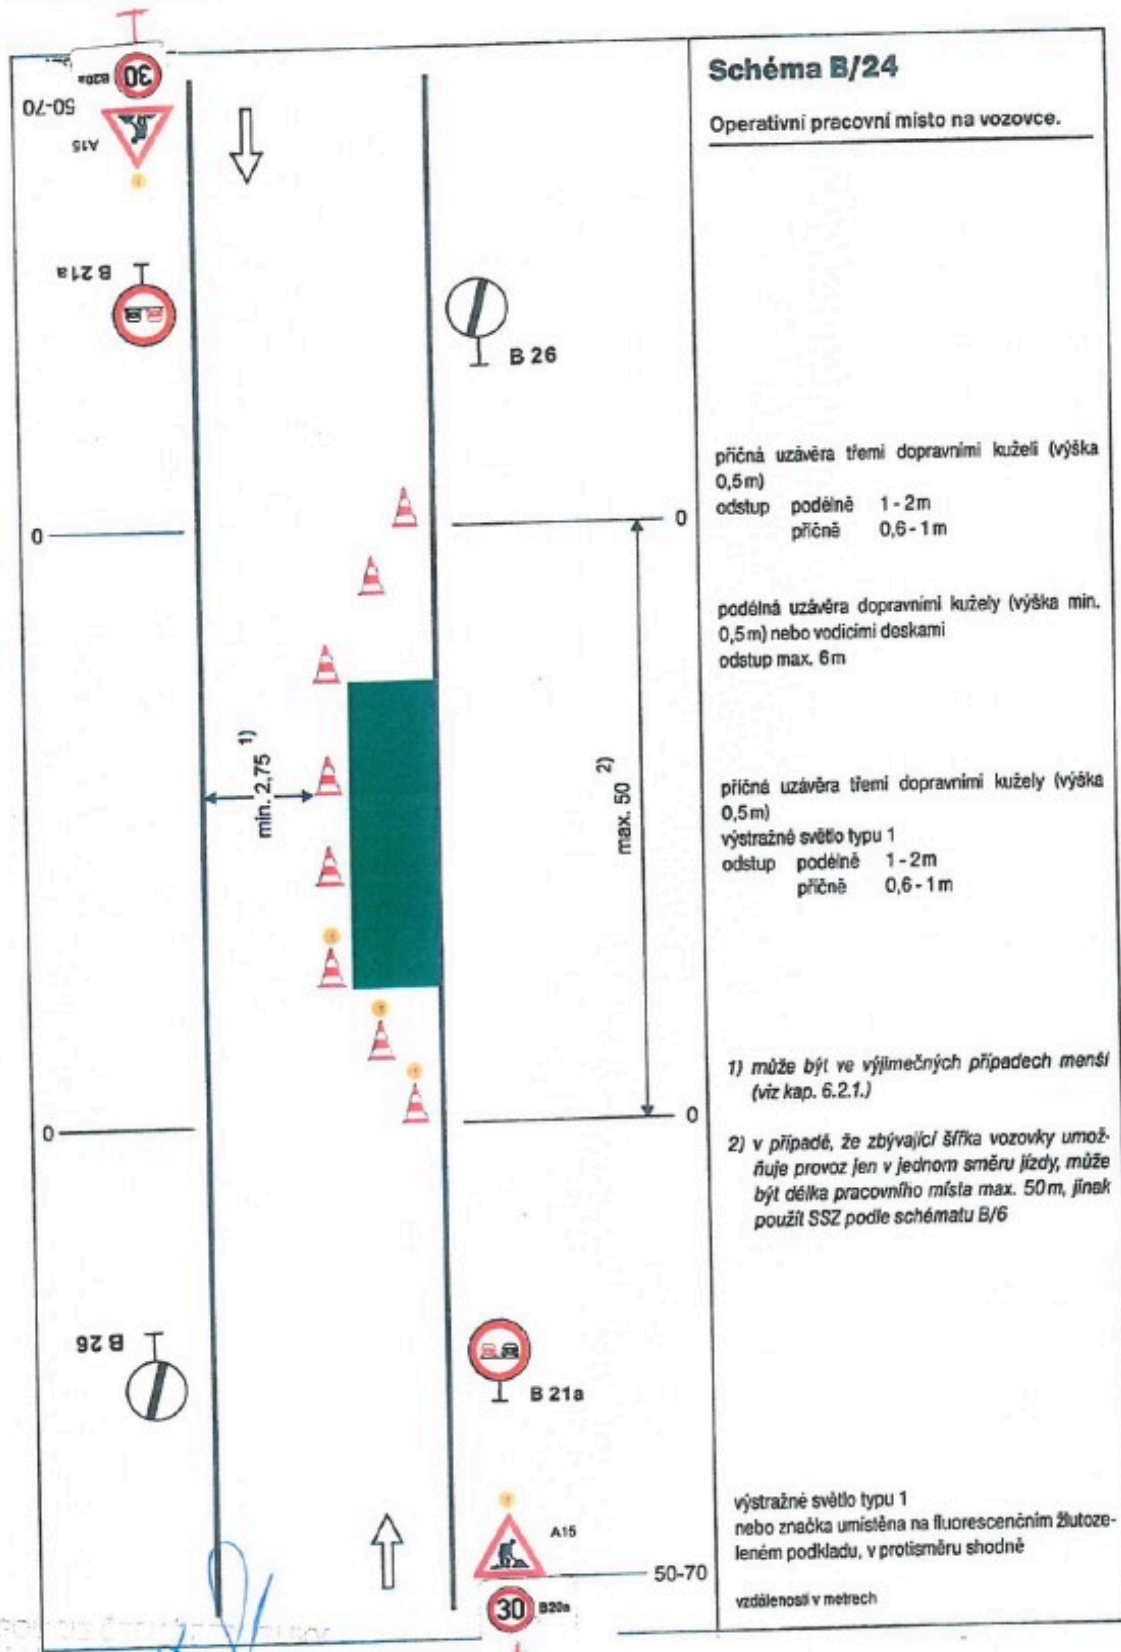 Schéma B/24
Operativní pracovní místo na vozovce.
30
B20a
50-70
A15
B 21a
B 26
příčná uzávěra třemi dopravními kuželi (výška
0,5m)
odstup podélně 1 - 2m
příčně 0,6 - 1m
0
0
podélná uzávěra dopravními kužely (výška min.
0,5m) nebo vodicími deskami
odstup max. 6m
min. 2,75 1)
max. 50 2)
příčná uzávěra třemi dopravními kužely (výška
0,5m)
výstražné světlo typu 1
odstup podélně 1 - 2m
příčně 0,6 - 1m
1) může být ve výjimečných případech menší
(viz kap. 6.2.1.)
0
0
2) v případě, že zbývající šířka vozovky umož-
ňuje provoz jen v jednom směru jízdy, může
být délka pracovního místa max. 50m, jinak
použít SSZ podle schématu B/6
B 26
B 21a
A15
50-70
30
B20a
výstražné světlo typu 1
nebo značka umístěna na fluorescenčním žlutoze-
leném podkladu, v protisměru shodně
vzdálenosti v metrech